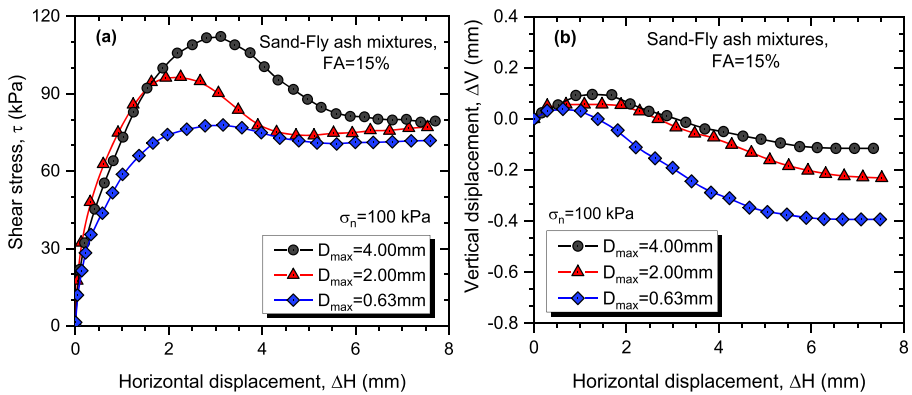 (a)
Sand-Fly ash mixtures,
FA=15%
Shear stress, τ (kPa)
120
90
60
30
0
σn=100 kPa
Dmax=4.00mm
Dmax=2.00mm
Dmax=0.63mm
0 2 4 6 8
Horizontal displacement, ΔH (mm)
(b)
Sand-Fly ash mixtures,
FA=15%
Vertical dsiplacement, ΔV (mm)
0.4
0.2
0.0
-0.2
-0.4
-0.6
-0.8
σn=100 kPa
Dmax=4.00mm
Dmax=2.00mm
Dmax=0.63mm
0 2 4 6 8
Horizontal displacement, ΔH (mm)